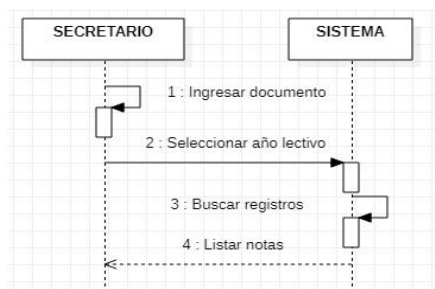 SECRETARIO
SISTEMA
1 : Ingresar documento
2 : Seleccionar año lectivo
3 : Buscar registros
4 : Listar notas